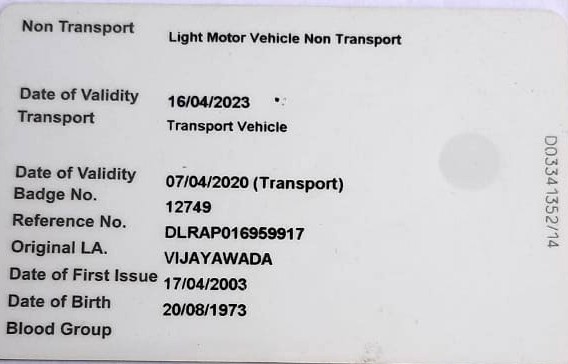 Non Transport Light Motor Vehicle Non Transport
Date of Validity 16/04/2023
Transport Transport Vehicle
Date of Validity 07/04/2020 (Transport)
Badge No. 12749
Reference No. DLRAP016959917
Original LA. VIJAYAWADA
Date of First Issue 17/04/2003
Date of Birth 20/08/1973
Blood Group
D03341352/14